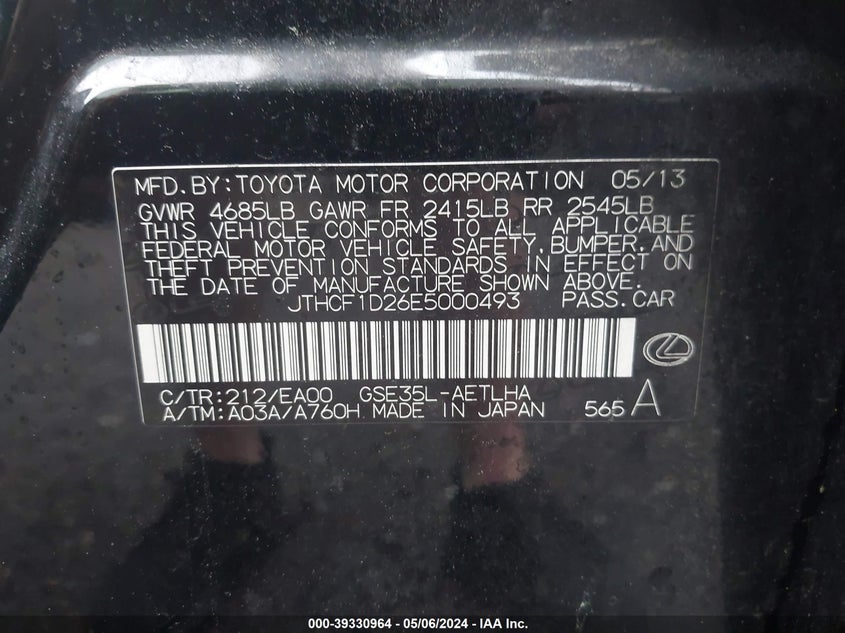 MFD.BY:TOYOTA MOTOR CORPORATION 05/13
GVWR 4685LB GAWR FR 2415LB RR 2545LB
THIS VEHICLE CONFORMS TO ALL APPLICABLE
FEDERAL MOTOR VEHICLE SAFETY,BUMPER,AND
THEFT PREVENTION STANDARDS IN EFFECT ON
THE DATE OF MANUFACTURE SHOWN ABOVE.
JTHCF1D26E5000493 PASS.CAR
C/TR:212/EA00 GSE35L-AETLHA
A/TM:A03A/A760H MADE IN JAPAN 565 A
000-39330964 - 05/06/2024 - IAA Inc.